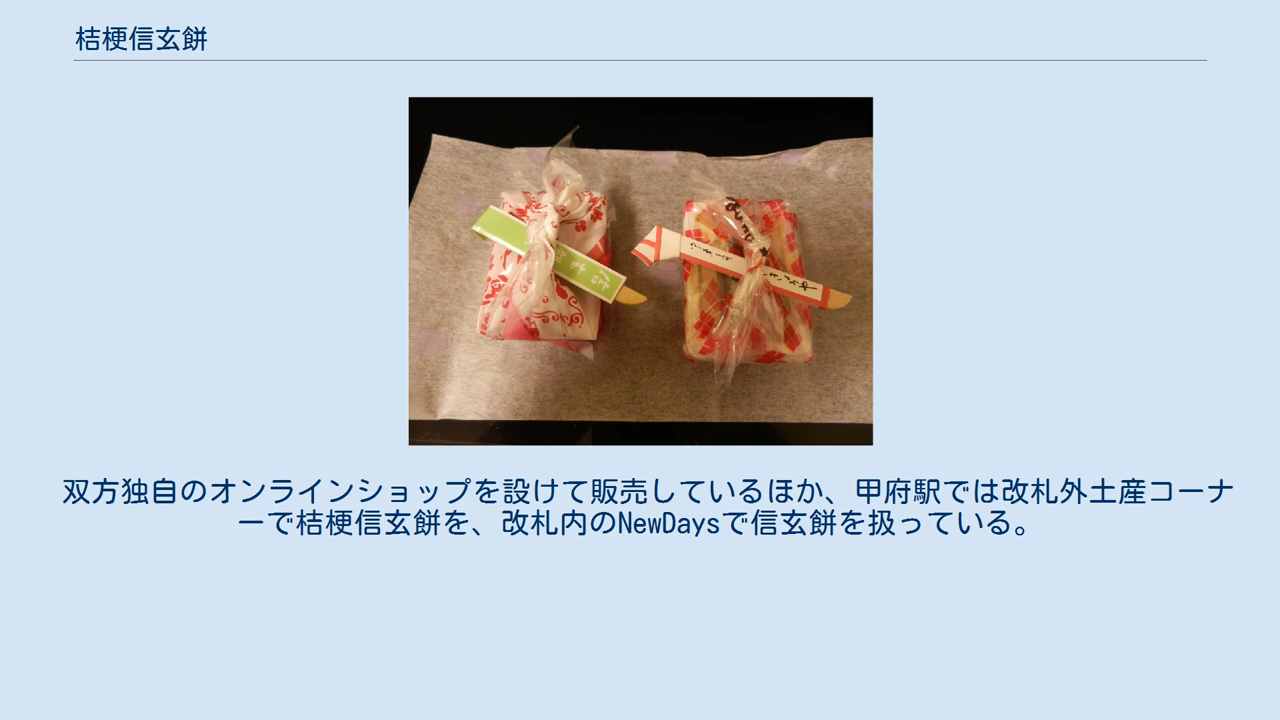 桔梗信玄餅
双方独自のオンラインショップを設けて販売しているほか、甲府駅では改札外土産コーナ
ーで桔梗信玄餅を、改札内のNewDaysで信玄餅を扱っている。